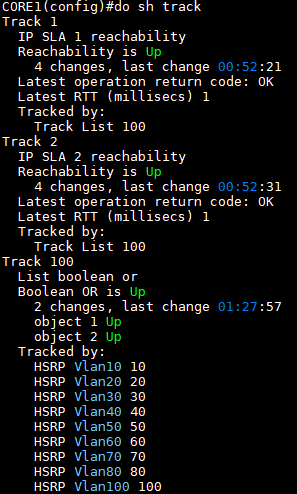 CORE1(config)#do sh track
Track 1
IP SLA 1 reachability
Reachability is Up
4 changes, last change 00:52:21
Latest operation return code: OK
Latest RTT (millisecs) 1
Tracked by:
Track List 100
Track 2
IP SLA 2 reachability
Reachability is Up
4 changes, last change 00:52:31
Latest operation return code: OK
Latest RTT (millisecs) 1
Tracked by:
Track List 100
Track 100
List boolean or
Boolean OR is Up
2 changes, last change 01:27:57
object 1 Up
object 2 Up
Tracked by:
HSRP Vlan10 10
HSRP Vlan20 20
HSRP Vlan30 30
HSRP Vlan40 40
HSRP Vlan50 50
HSRP Vlan60 60
HSRP Vlan70 70
HSRP Vlan80 80
HSRP Vlan100 100